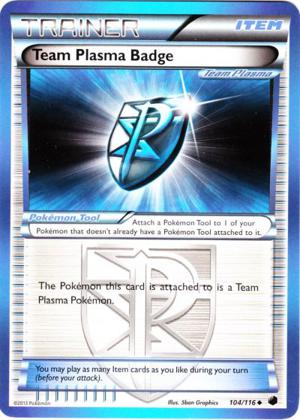 TRAINER ITEM
Team Plasma Badge
Team Plasma
Pokémon Tool
Attach a Pokémon Tool to 1 of your
Pokémon that doesn't already have a Pokémon Tool attached to it.
The Pokémon this card is attached to is a Team
Plasma Pokémon.
You may play as many Item cards as you like during your turn
(before your attack).
©2013 Pokémon
Illus. 5ban Graphics
104/116